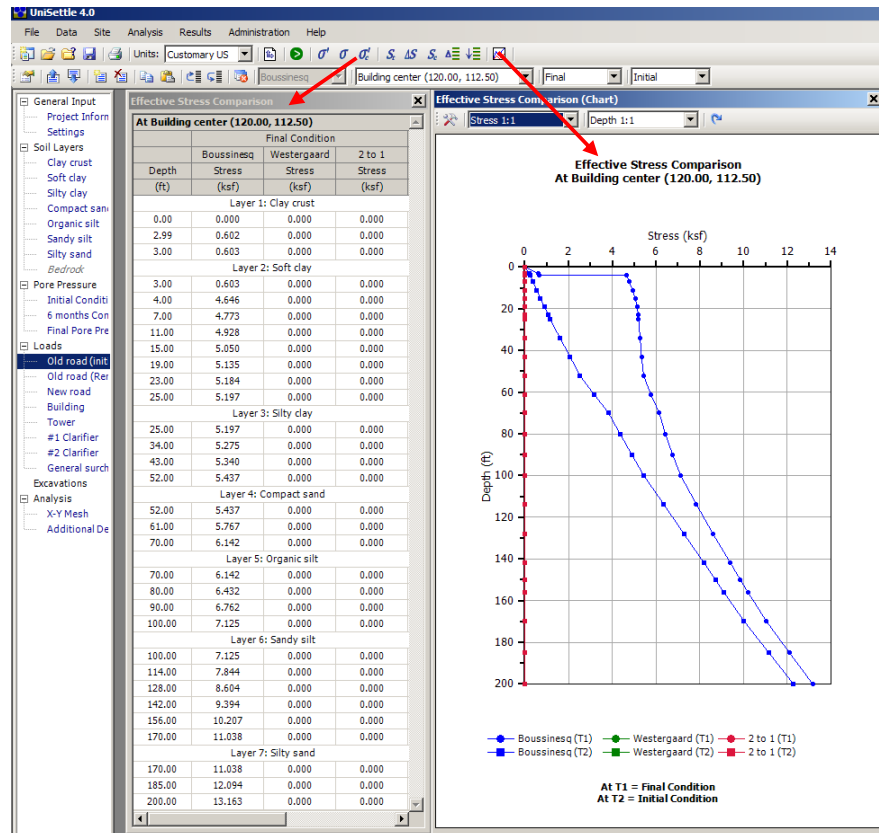 UniSettle 4.0
File Data Site Analysis Results Administration Help
Units: Customary US σ' σ σ'c Sc ΔS Sc
Boussinesq Building center (120.00, 112.50) Final Initial
General Input
Project Inforn
Settings
Soil Layers
Clay crust
Soft clay
Silty clay
Compact san
Organic silt
Sandy silt
Silty sand
Bedrock
Pore Pressure
Initial Conditi
6 months Con
Final Pore Pre
Loads
Old road (init
Old road (Rer
New road
Building
Tower
#1 Clarifier
#2 Clarifier
General surch
Excavations
Analysis
X-Y Mesh
Additional De
Effective Stress Comparison
At Building center (120.00, 112.50)
Final Condition
Boussinesq Westergaard 2 to 1
Depth Stress Stress Stress
(ft) (ksf) (ksf) (ksf)
Layer 1: Clay crust
0.00 0.000 0.000 0.000
2.99 0.602 0.000 0.000
3.00 0.603 0.000 0.000
Layer 2: Soft clay
3.00 0.603 0.000 0.000
4.00 4.646 0.000 0.000
7.00 4.773 0.000 0.000
11.00 4.928 0.000 0.000
15.00 5.050 0.000 0.000
19.00 5.135 0.000 0.000
23.00 5.184 0.000 0.000
25.00 5.197 0.000 0.000
Layer 3: Silty clay
25.00 5.197 0.000 0.000
34.00 5.275 0.000 0.000
43.00 5.340 0.000 0.000
52.00 5.437 0.000 0.000
Layer 4: Compact sand
52.00 5.437 0.000 0.000
61.00 5.767 0.000 0.000
70.00 6.142 0.000 0.000
Layer 5: Organic silt
70.00 6.142 0.000 0.000
80.00 6.432 0.000 0.000
90.00 6.762 0.000 0.000
100.00 7.125 0.000 0.000
Layer 6: Sandy silt
100.00 7.125 0.000 0.000
114.00 7.844 0.000 0.000
128.00 8.604 0.000 0.000
142.00 9.394 0.000 0.000
156.00 10.207 0.000 0.000
170.00 11.038 0.000 0.000
Layer 7: Silty sand
170.00 11.038 0.000 0.000
185.00 12.094 0.000 0.000
200.00 13.163 0.000 0.000
Effective Stress Comparison (Chart)
Stress 1:1 Depth 1:1
Effective Stress Comparison
At Building center (120.00, 112.50)
Stress (ksf)
0 2 4 6 8 10 12 14
0
20
40
60
80
100
120
140
160
180
200
Depth (ft)
Boussinesq (T1) Westergaard (T1) 2 to 1 (T1)
Boussinesq (T2) Westergaard (T2) 2 to 1 (T2)
At T1 = Final Condition
At T2 = Initial Condition